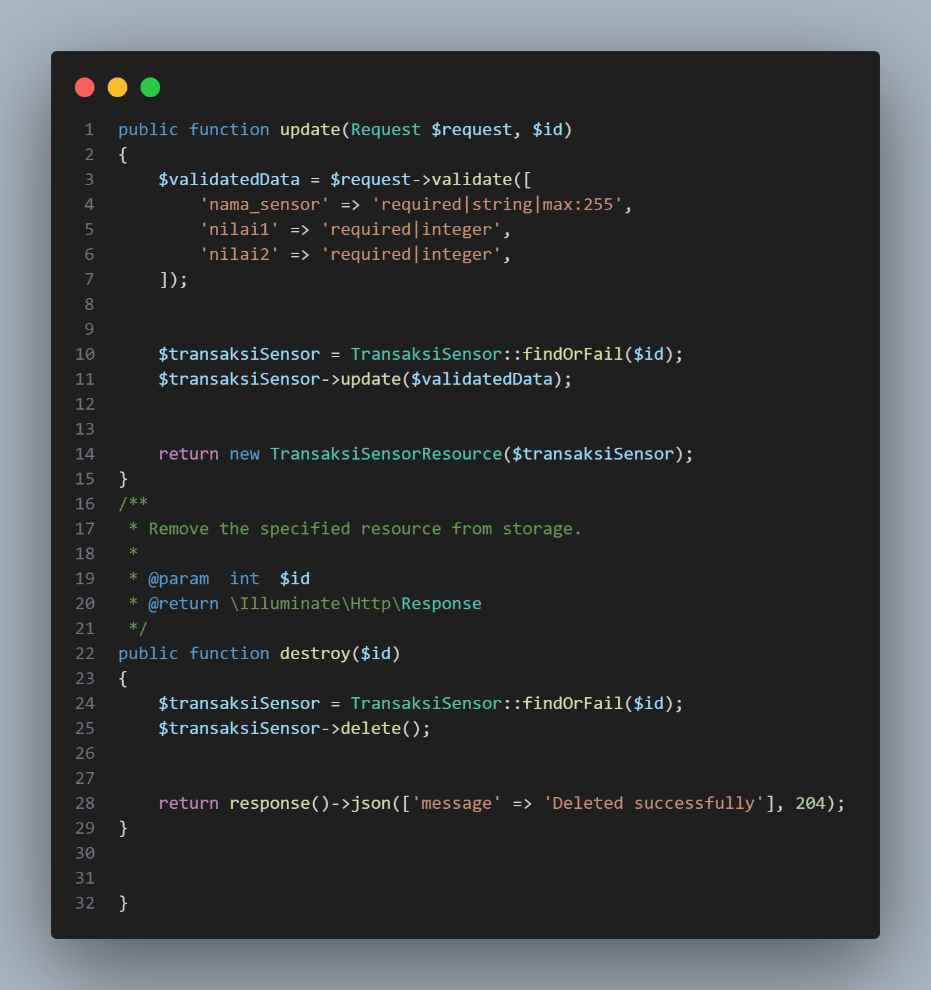 1 public function update(Request $request, $id)
2 {
3     $validatedData = $request->validate([
4         'nama_sensor' => 'required|string|max:255',
5         'nilai1' => 'required|integer',
6         'nilai2' => 'required|integer',
7     ]);
8
9
10     $transaksiSensor = TransaksiSensor::findOrFail($id);
11     $transaksiSensor->update($validatedData);
12
13
14     return new TransaksiSensorResource($transaksiSensor);
15 }
16 /**
17  * Remove the specified resource from storage.
18  *
19  * @param  int  $id
20  * @return \Illuminate\Http\Response
21  */
22 public function destroy($id)
23 {
24     $transaksiSensor = TransaksiSensor::findOrFail($id);
25     $transaksiSensor->delete();
26
27
28     return response()->json(['message' => 'Deleted successfully'], 204);
29 }
30
31
32 }